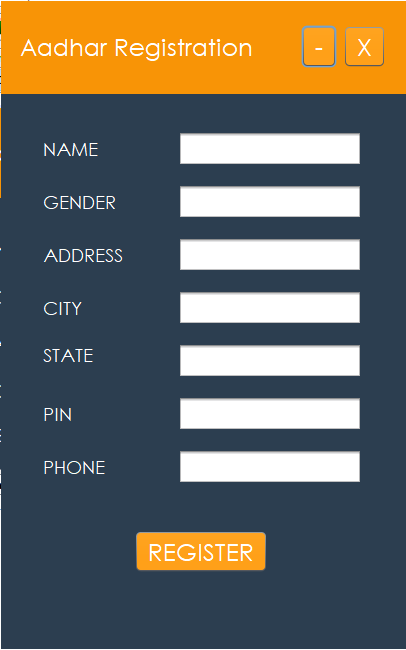 Aadhar Registration - X
NAME
GENDER
ADDRESS
CITY
STATE
PIN
PHONE
REGISTER